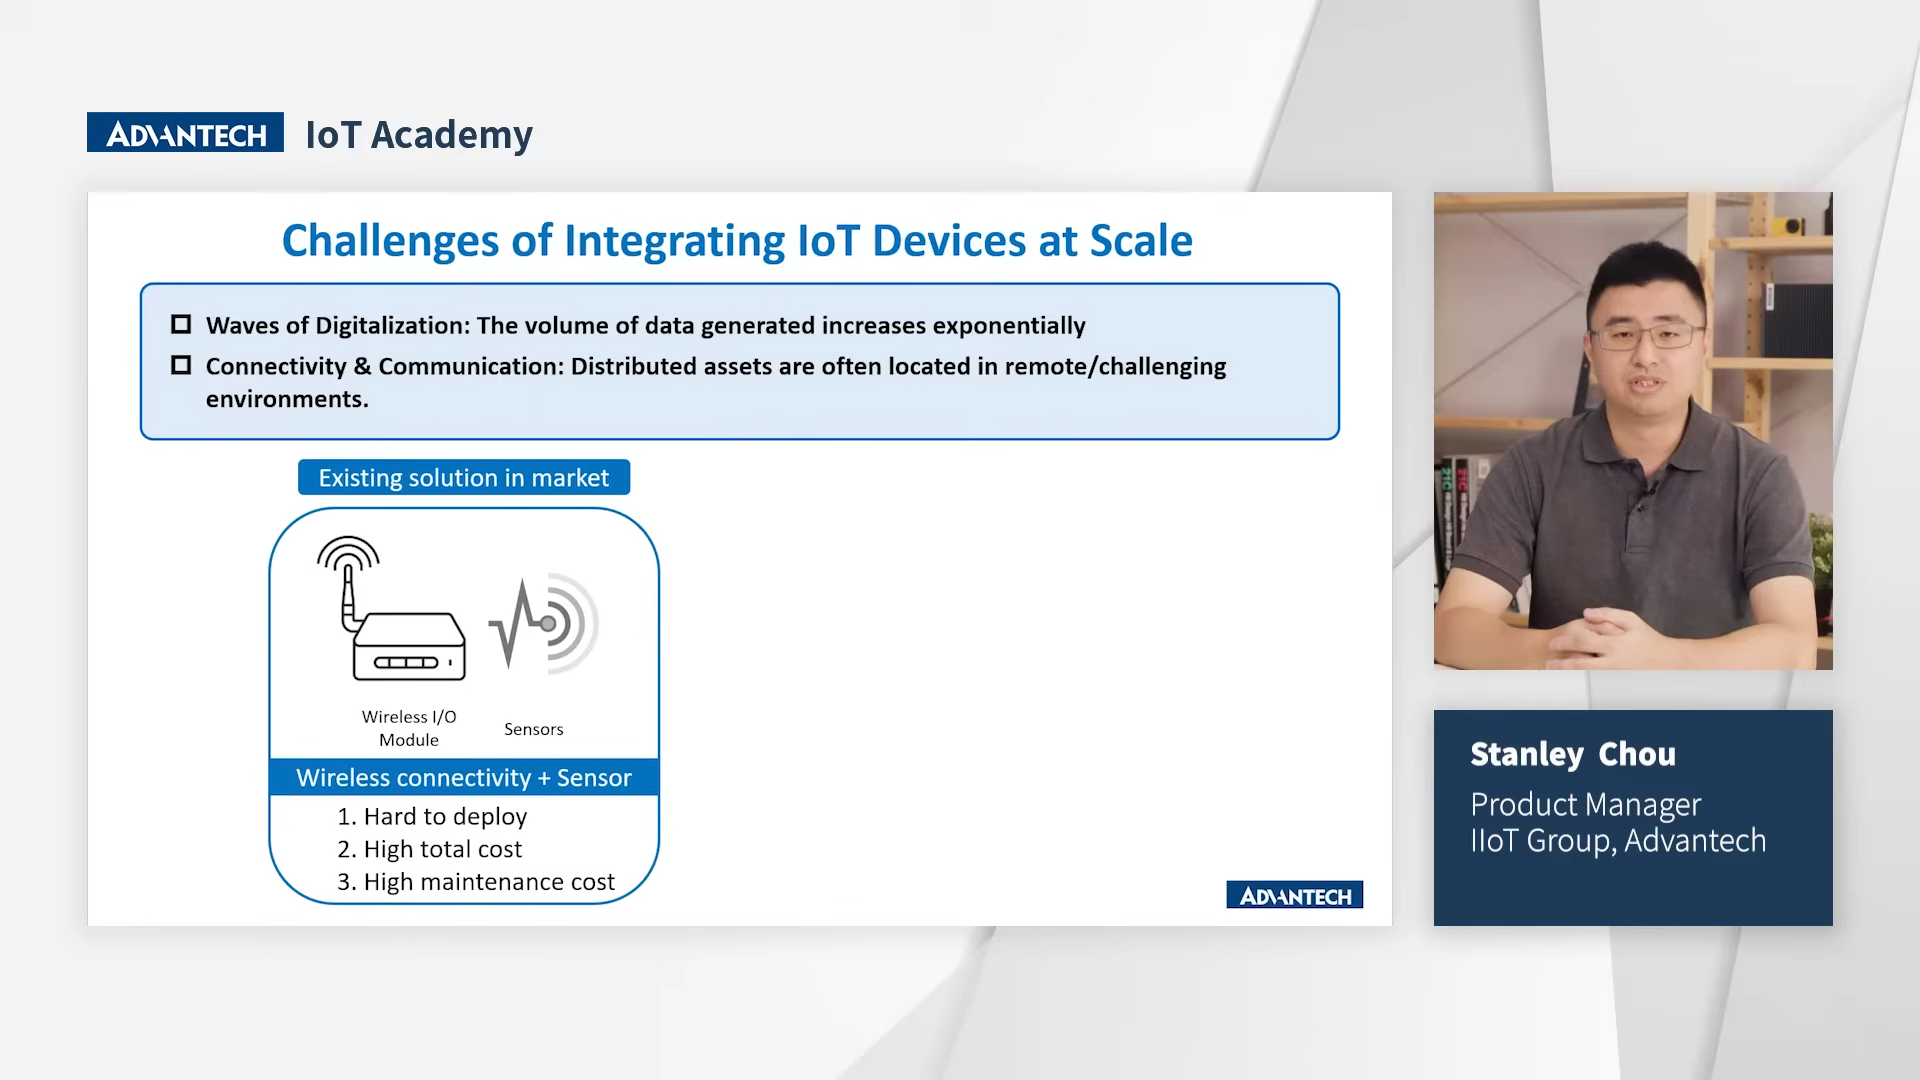 ADVANTECH IoT Academy
Challenges of Integrating IoT Devices at Scale
Waves of Digitalization: The volume of data generated increases exponentially
Connectivity & Communication: Distributed assets are often located in remote/challenging
environments.
Existing solution in market
Wireless I/O
Module
Sensors
Wireless connectivity + Sensor
1. Hard to deploy
2. High total cost
3. High maintenance cost
ADVANTECH
Stanley Chou
Product Manager
IIoT Group, Advantech